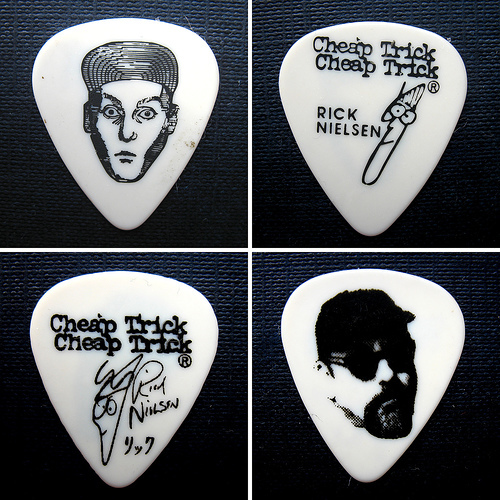 Cheap Trick
Cheap Trick®
RICK
NIELSEN
Cheap Trick
Cheap Trick®
Rick
NIELSEN
リック